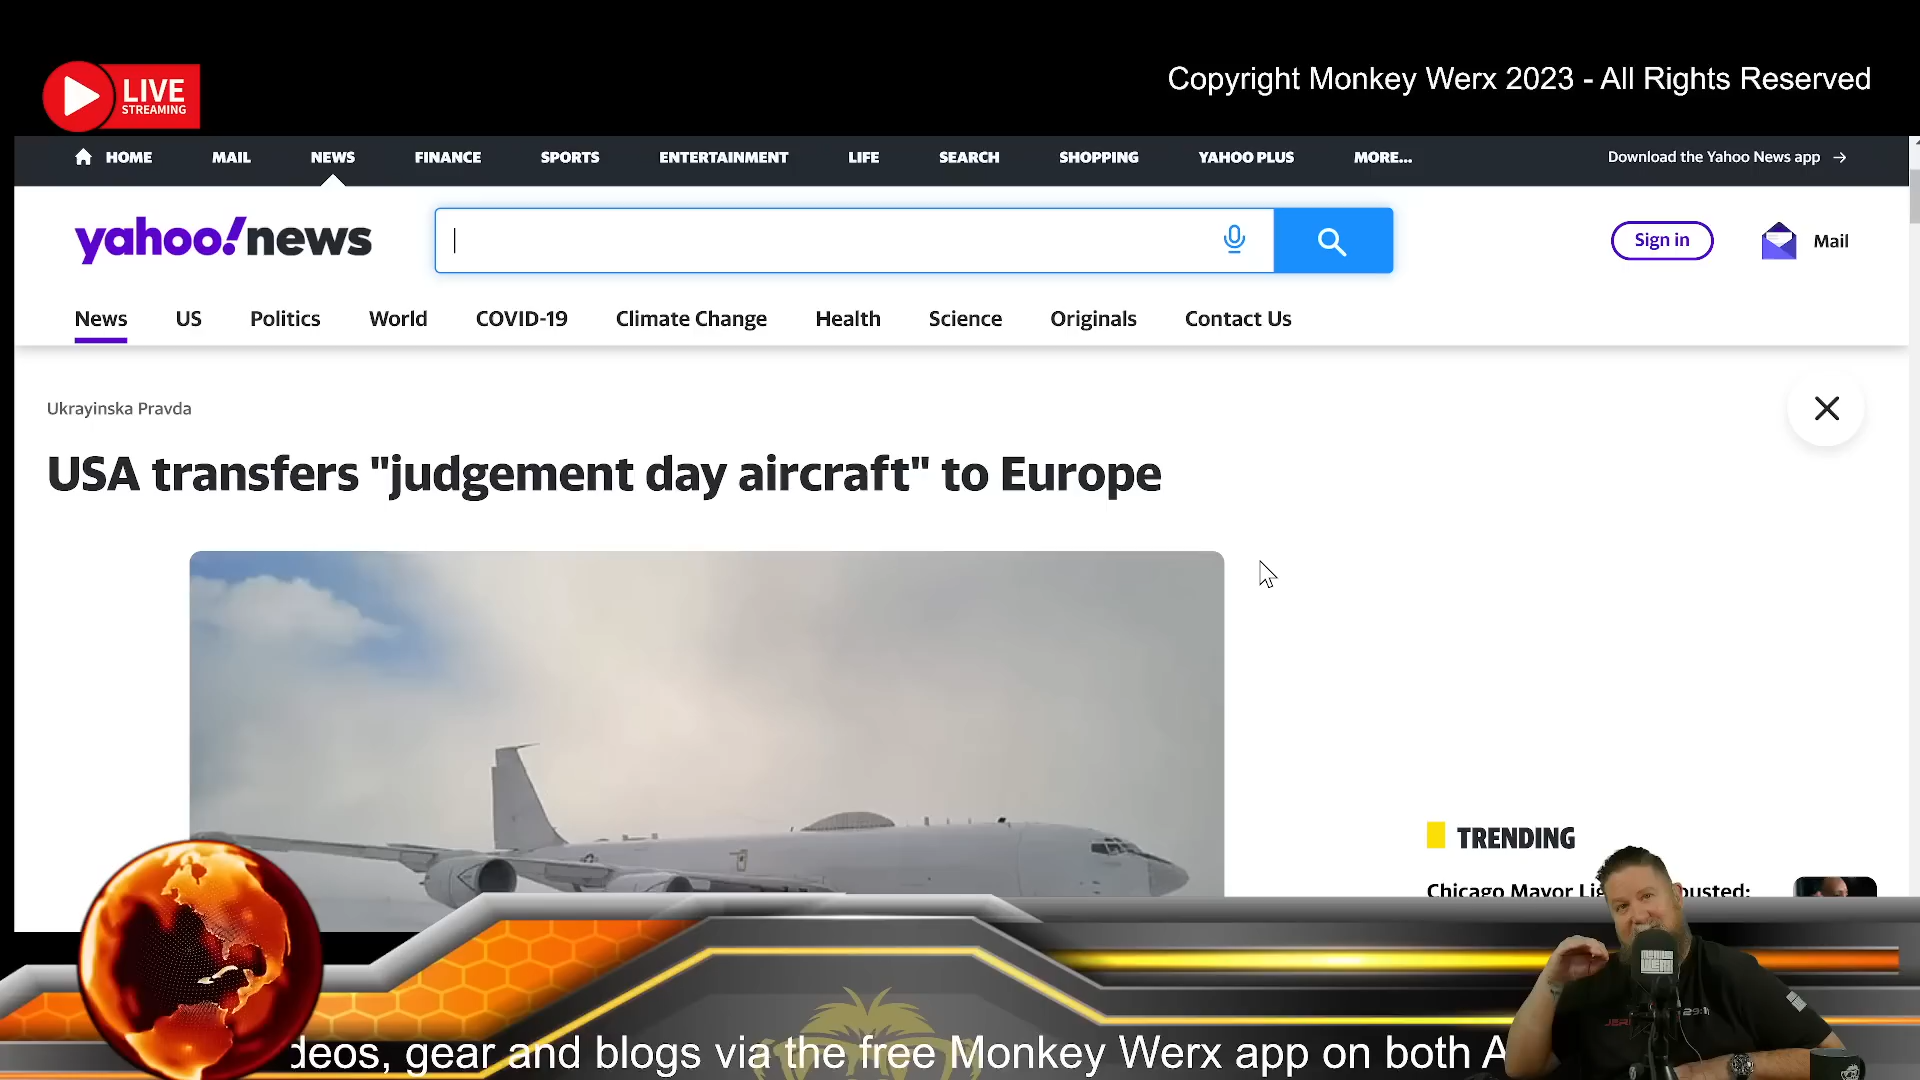 LIVE
STREAMING
Copyright Monkey Werx 2023 - All Rights Reserved
HOME MAIL NEWS FINANCE SPORTS ENTERTAINMENT LIFE SEARCH SHOPPING YAHOO PLUS MORE... Download the Yahoo News app
yahoo!news
Sign in
Mail
News US Politics World COVID-19 Climate Change Health Science Originals Contact Us
Ukrayinska Pravda
USA transfers "judgement day aircraft" to Europe
TRENDING
Chicago Mayor
deos, gear and blogs via the free Monkey Werx app on both A